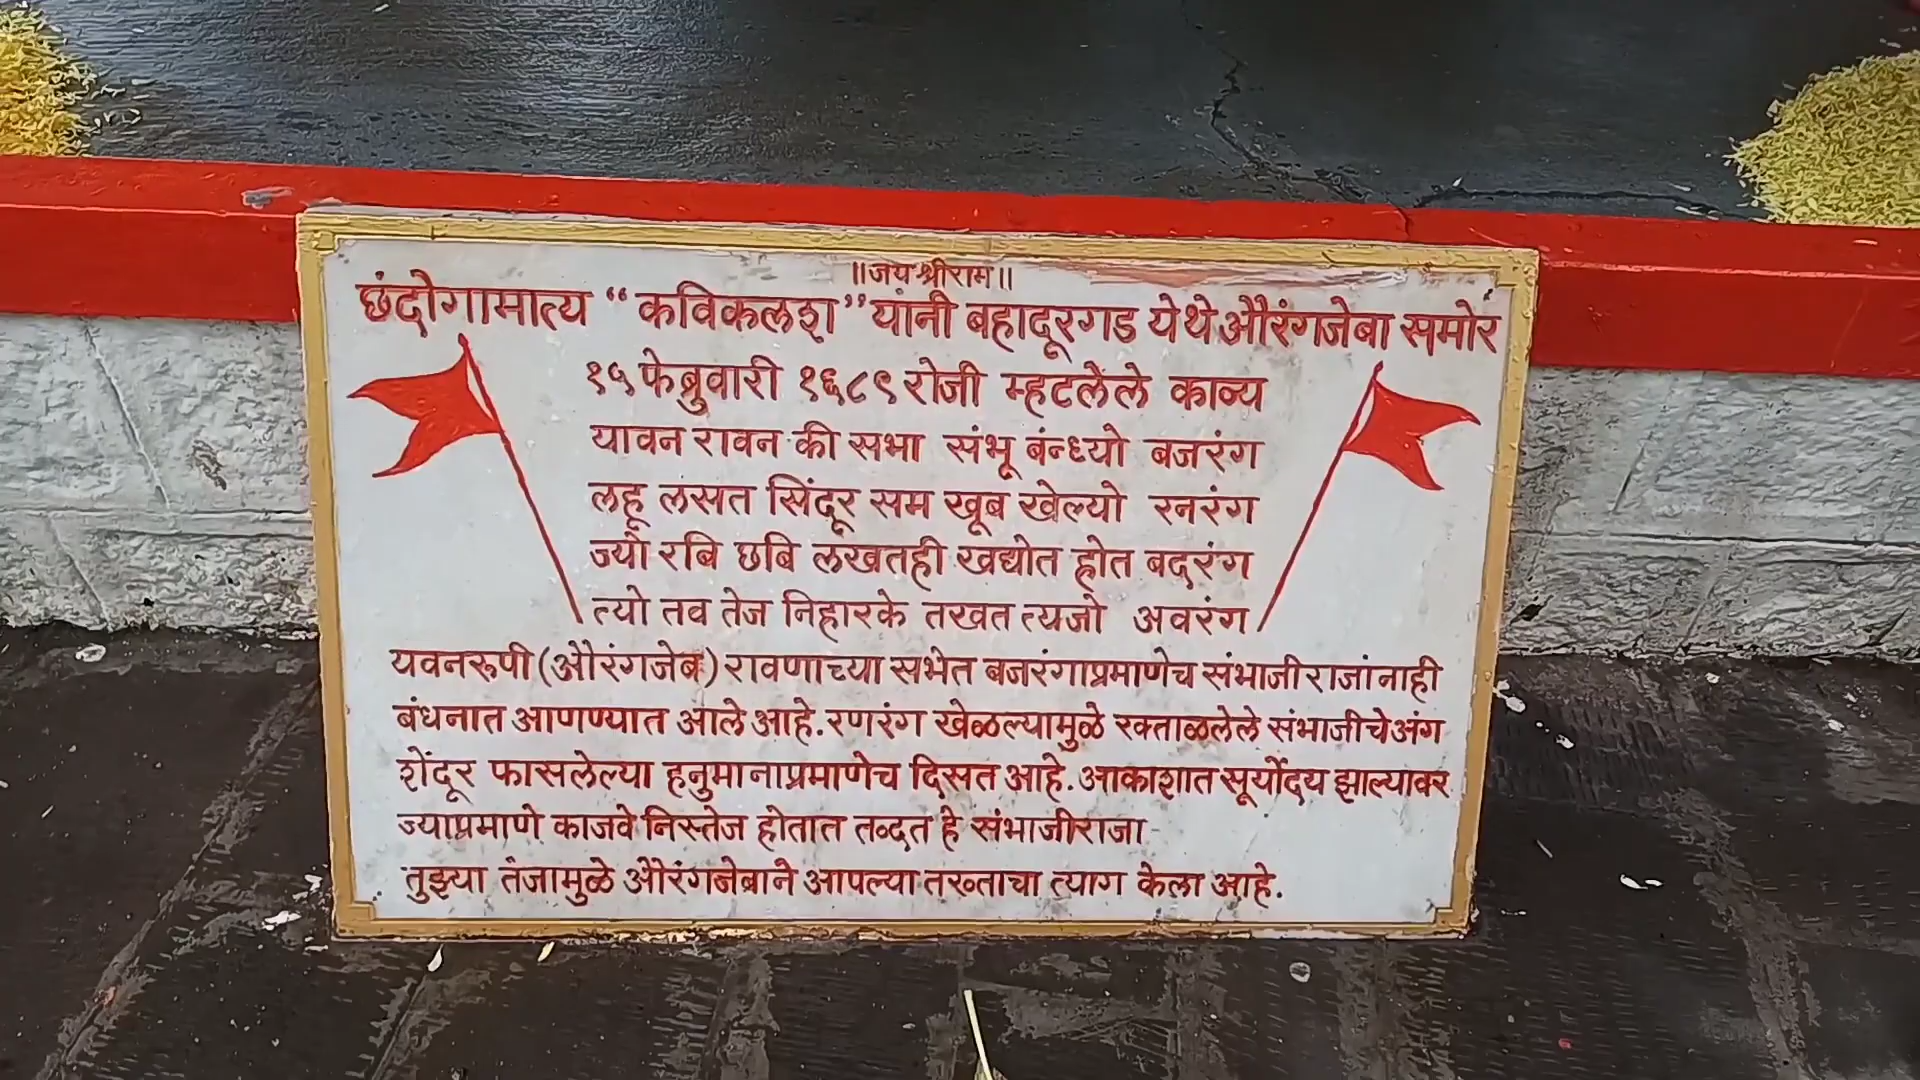 ॥जय श्रीराम॥
छंदोगामात्य “कविकलश” यांनी बहादूरगड येथे औरंगजेबा समोर
१५ फेब्रुवारी १६८९ रोजी म्हटलेले काव्य
यावन रावन की सभा संभू बंन्ध्यो बजरंग
लहू लसत सिंदूर सम खूब खेल्यो रनरंग
ज्यों रबि छबि लखतही खद्योत होत बदरंग
त्यो तव तेज निहारके तखत त्यजो अवरंग
यवनरूपी (औरंगजेब) रावणाच्या सभेत बजरंगाप्रमाणेच संभाजीराजांनाही
बंधनात आणण्यात आले आहे. रणरंग खेळल्यामुळे रक्ताळलेले संभाजीचे अंग
शेंदूर फासलेल्या हनुमानाप्रमाणेच दिसत आहे. आकाशात सूर्योदय झाल्यावर
ज्याप्रमाणे काजवे निस्तेज होतात तव्दत हे संभाजीराजा
तुझ्या तेजामुळे औरंगजेबाने आपल्या तख्ताचा त्याग केला आहे.